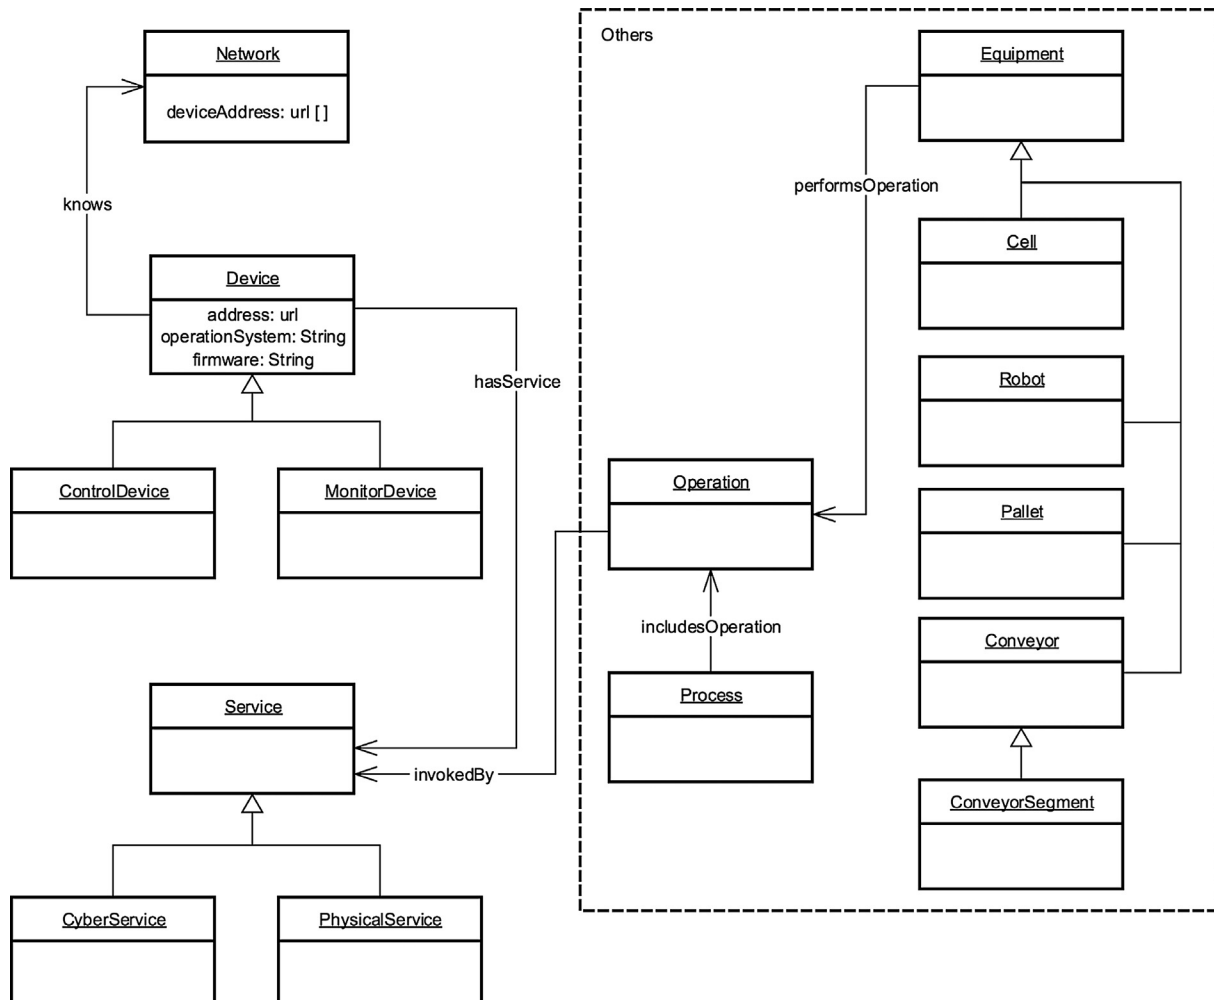 Others
Network
deviceAddress: url [ ]
Equipment
performsOperation
knows
Cell
Device
address: url
operationSystem: String
firmware: String
hasService
Robot
ControlDevice
MonitorDevice
Operation
Pallet
includesOperation
Conveyor
Process
Service
invokedBy
ConveyorSegment
CyberService
PhysicalService